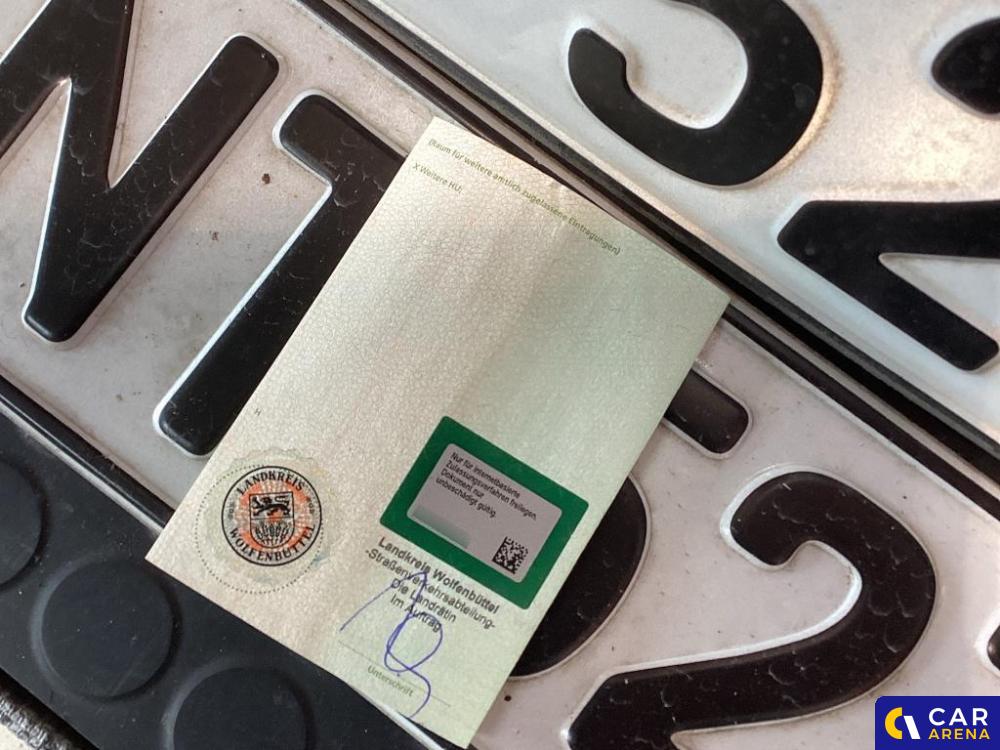 (Raum für weitere amtlich zugelassene Eintragungen)
X Weitere HU:
H
LANDKREIS
WOLFENBÜTTEL
Nur für internetbasierte
Zulassungsverfahren freilegen.
Dokument nur
unbeschädigt gültig.
Landkreis Wolfenbüttel
-Straßenverkehrsabteilung-
Die Landrätin
Im Auftrag
Unterschrift
CAR
ARENA